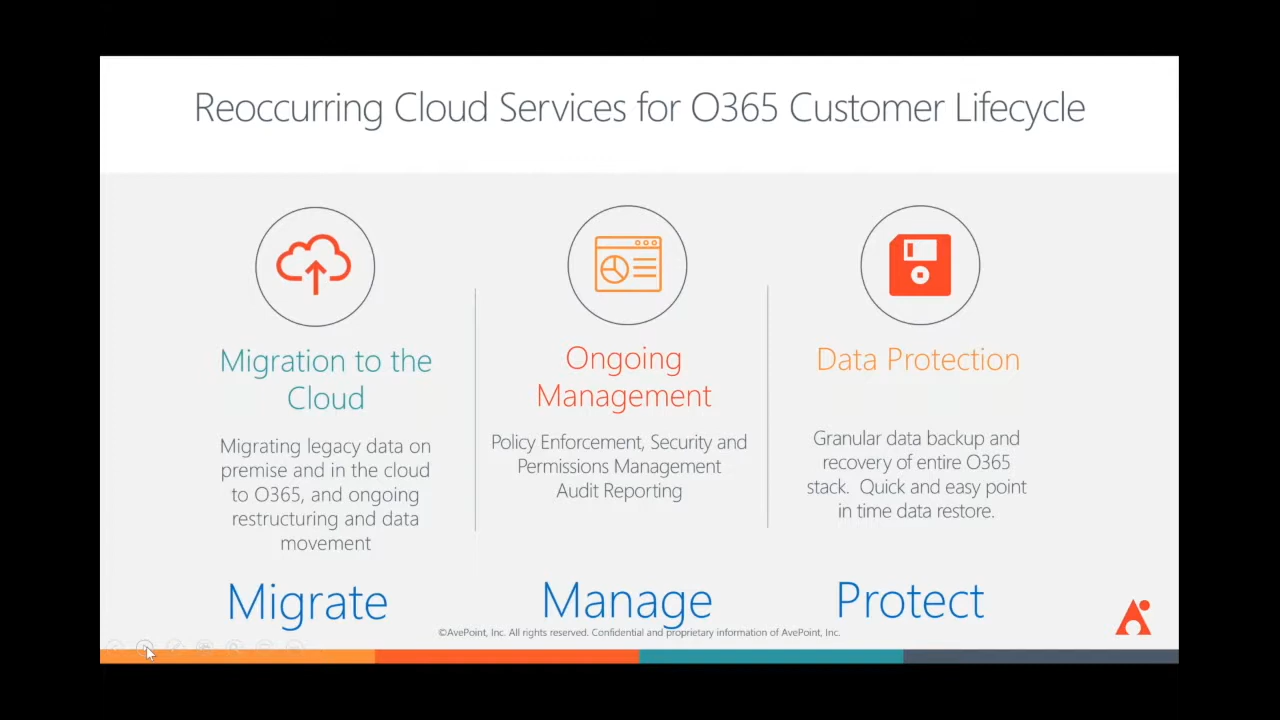 Reoccurring Cloud Services for O365 Customer Lifecycle
Migration to the
Cloud
Migrating legacy data on
premise and in the cloud
to O365, and ongoing
restructuring and data
movement
Migrate
Ongoing
Management
Policy Enforcement, Security and
Permissions Management
Audit Reporting
Manage
Data Protection
Granular data backup and
recovery of entire O365
stack. Quick and easy point
in time data restore.
Protect
©AvePoint, Inc. All rights reserved. Confidential and proprietary information of AvePoint, Inc.